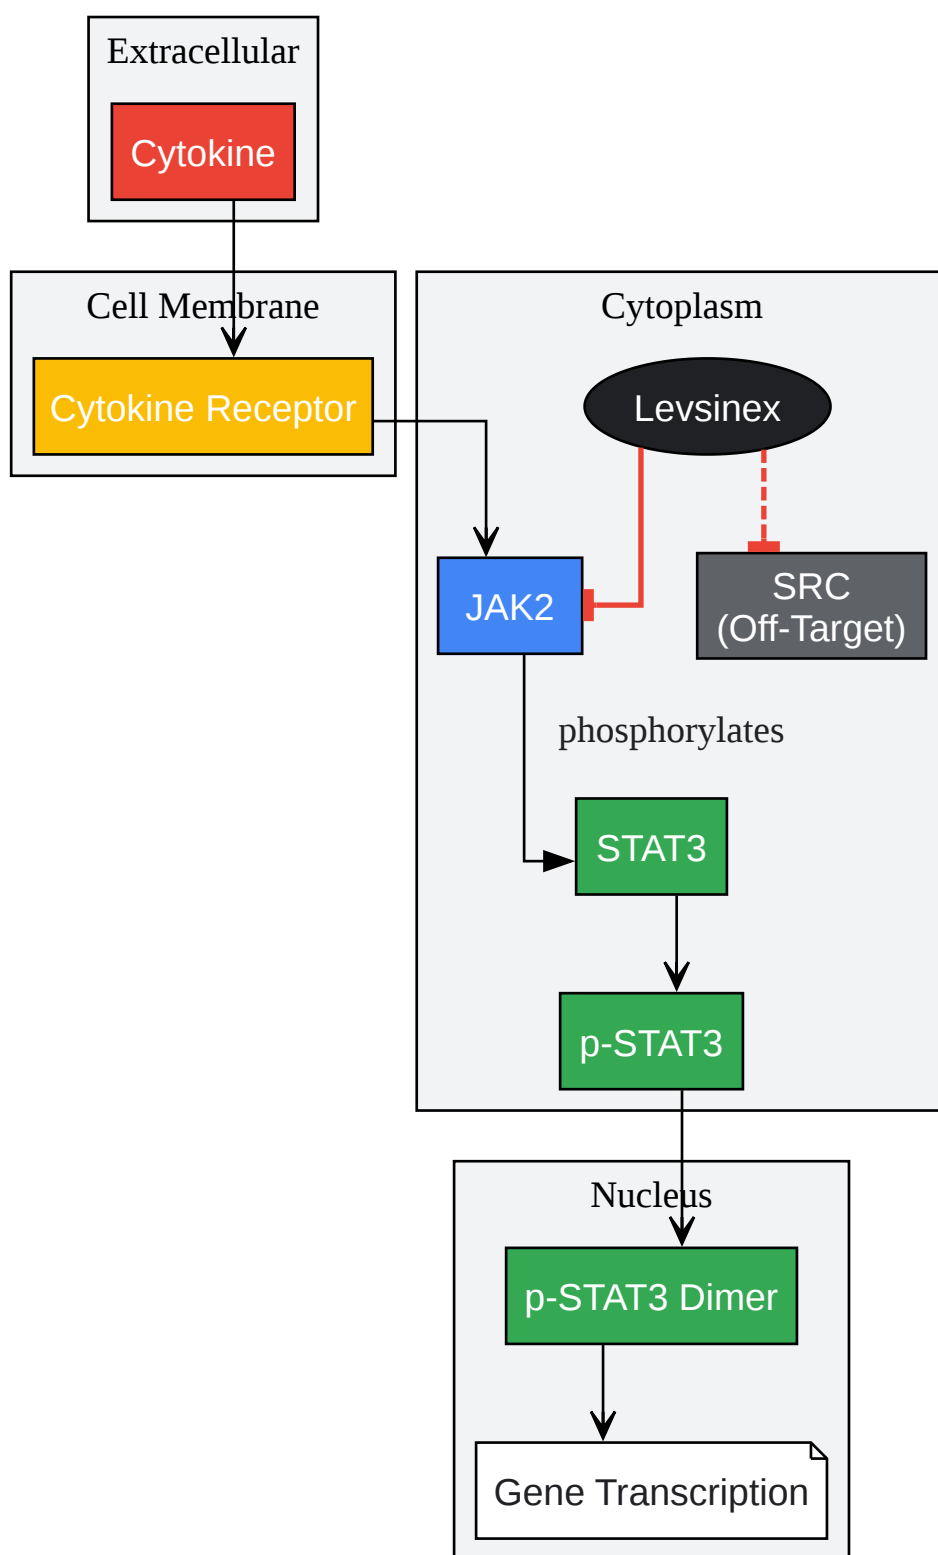 Extracellular
Cytokine
Cell Membrane
Cytokine Receptor
Cytoplasm
Levsinex
JAK2
SRC
(Off-Target)
phosphorylates
STAT3
p-STAT3
Nucleus
p-STAT3 Dimer
Gene Transcription